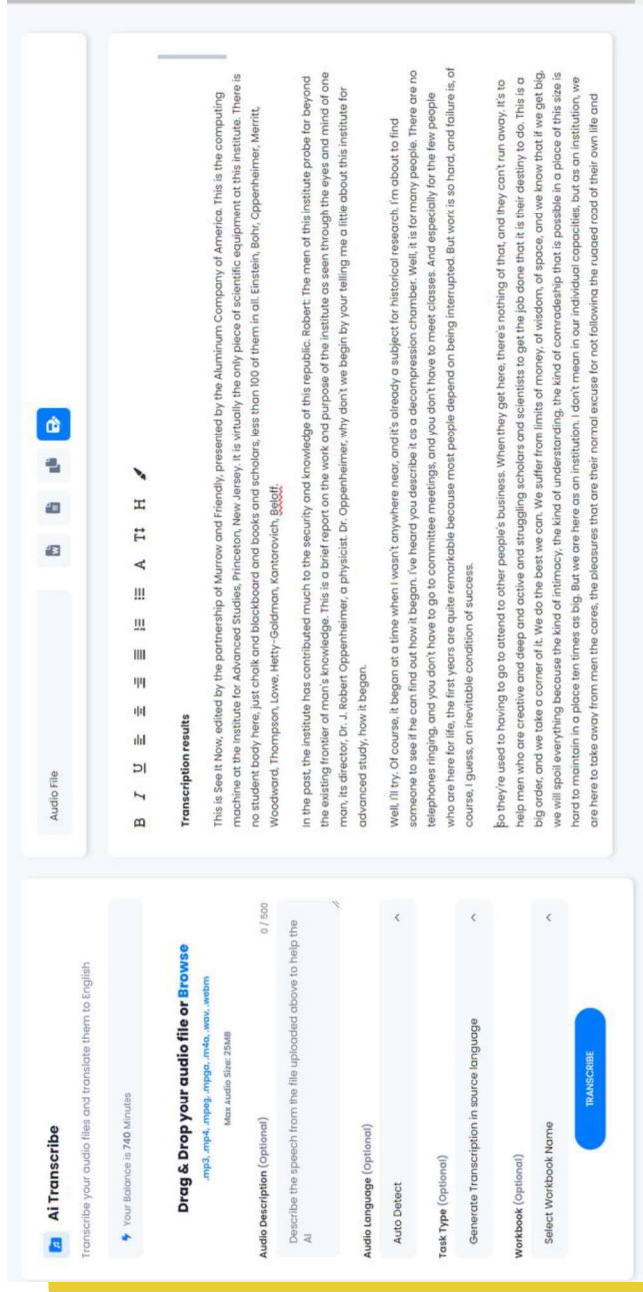 Ai Transcribe
Transcribe your audio files and translate them to English
Your Balance is 740 Minutes
Drag & Drop your audio file or Browse
.mp3, .mp4, .mpeg, .mpga, .m4a, .wav, .webm
Max Audio Size: 25MB
Audio Description (Optional)
0 / 500
Describe the speech from the file uploaded above to help the
AI
Audio Language (Optional)
Auto Detect
Task Type (Optional)
Generate Transcription in source language
Workbook (Optional)
Select Workbook Name
TRANSCRIBE
Audio File
B I U A T H
Transcription results
This is See It Now, edited by the partnership of Murrow and Friendly, presented by the Aluminum Company of America. This is the computing
machine at the Institute for Advanced Studies, Princeton, New Jersey. It is virtually the only piece of scientific equipment at this institute. There is
no student body here, just chalk and blackboard and books and scholars, less than 100 of them in all. Einstein, Bohr, Oppenheimer, Merritt,
Woodward, Thompson, Lowe, Hetty-Goldman, Kantorovich, Beloff.
In the past, the institute has contributed much to the security and knowledge of this republic. Robert: The men of this institute probe far beyond
the existing frontier of man's knowledge. This is a brief report on the work and purpose of the institute as seen through the eyes and mind of one
man, its director, Dr. J. Robert Oppenheimer, a physicist. Dr. Oppenheimer, why don't we begin by your telling me a little about this institute for
advanced study, how it began.
Well, I'll try. Of course, it began at a time when I wasn't anywhere near, and it's already a subject for historical research. I'm about to find
someone to see if he can find out how it began. I've heard you describe it as a decompression chamber. Well, it is for many people. There are no
telephones ringing, and you don't have to go to committee meetings, and you don't have to meet classes. And especially for the few people
who are here for life, the first years are quite remarkable because most people depend on being interrupted. But work is so hard, and failure is, of
course, I guess, an inevitable condition of success.
So they're used to having to go to attend to other people's business. When they get here, there's nothing of that, and they can't run away. It's to
help men who are creative and deep and active and struggling scholars and scientists to get the job done that it is their destiny to do. This is a
big order, and we take a corner of it. We do the best we can. We suffer from limits of money, of wisdom, of space, and we know that if we get big,
we will spoil everything because the kind of intimacy, the kind of understanding, the kind of comradeship that is possible in a place of this size is
hard to maintain in a place ten times as big. But we are here as an institution. I don't mean in our individual capacities, but as an institution, we
are here to take away from men the cares, the pleasures that are their normal excuse for not following the rugged road of their own life and